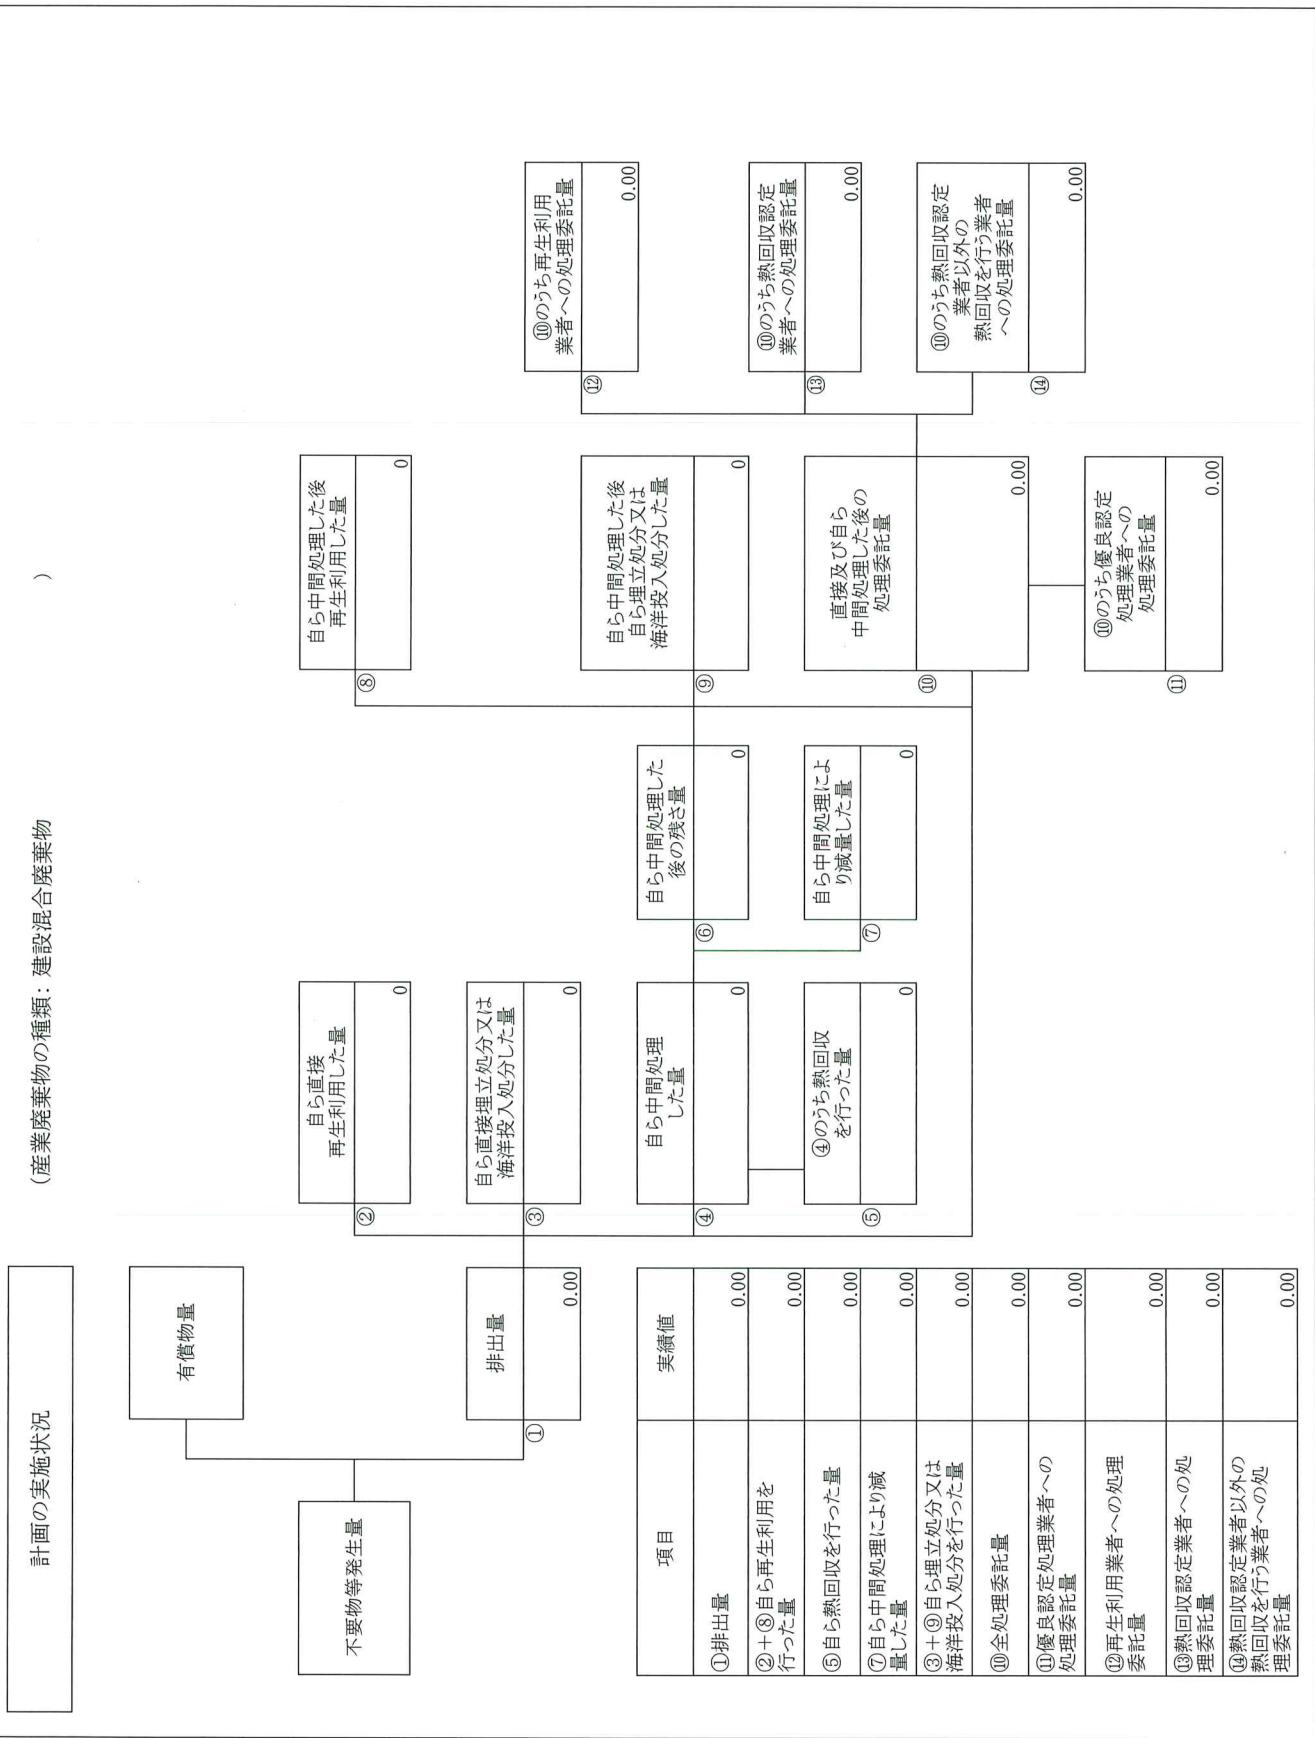 計画の実施状況
(産業廃棄物の種類：建設混合廃棄物　　　　　)
不要物等発生量
有償物量
①
排出量
0.00
②
自ら直接
再生利用した量
0
③
自ら直接埋立処分又は
海洋投入処分した量
0
④
自ら中間処理
した量
0
⑤
④のうち熱回収
を行った量
0
⑥
自ら中間処理した
後の残さ量
0
⑦
自ら中間処理によ
り減量した量
0
⑧
自ら中間処理した後
再生利用した量
0
⑨
自ら中間処理した後
自ら埋立処分又は
海洋投入処分した量
0
⑩
直接及び自ら
中間処理した後の
処理委託量
0.00
⑪
⑩のうち優良認定
処理業者への
処理委託量
0.00
⑫
⑩のうち再生利用
業者への処理委託量
0.00
⑬
⑩のうち熱回収認定
業者への処理委託量
0.00
⑭
⑩のうち熱回収認定
業者以外の
熱回収を行う業者
への処理委託量
0.00
項目
実績値
①排出量
0.00
②＋⑧自ら再生利用を
行った量
0.00
⑤自ら熱回収を行った量
0.00
⑦自ら中間処理により減
量した量
0.00
③＋⑨自ら埋立処分又は
海洋投入処分を行った量
0.00
⑩全処理委託量
0.00
⑪優良認定処理業者への
処理委託量
0.00
⑫再生利用業者への処理
委託量
0.00
⑬熱回収認定業者への処
理委託量
0.00
⑭熱回収認定業者以外の
熱回収を行う業者への処
理委託量
0.00